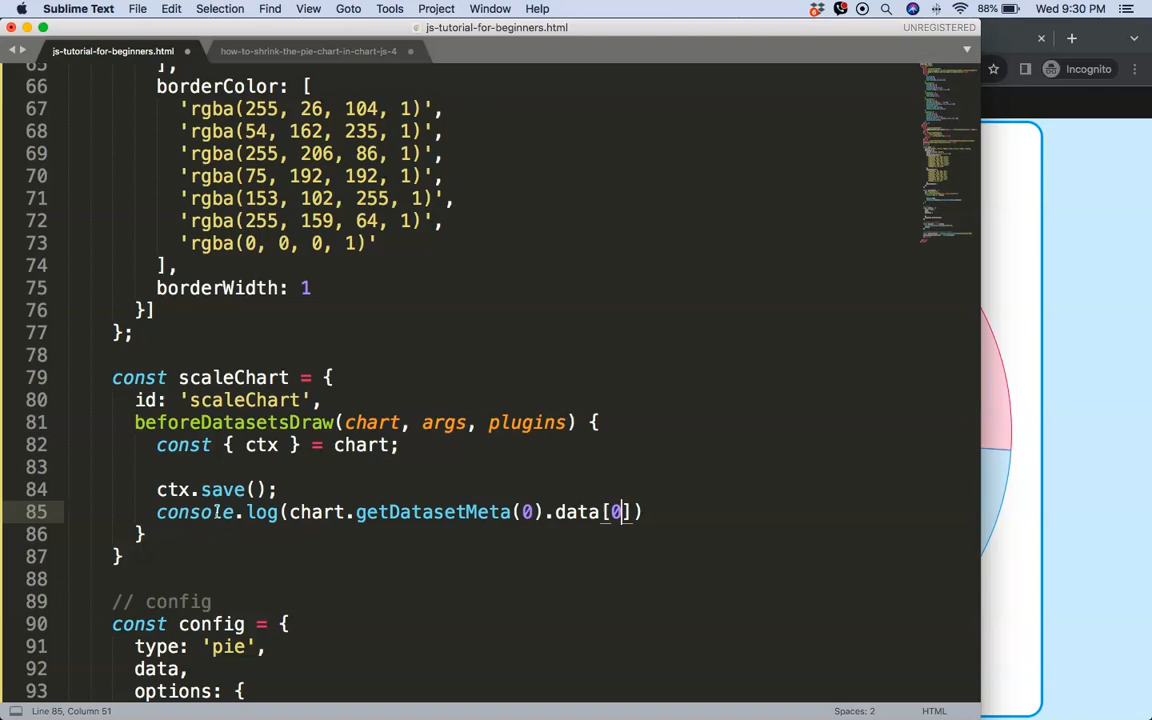 Sublime Text File Edit Selection Find View Goto Tools Project Window Help 88% Wed 9:30 PM
js-tutorial-for-beginners.html UNREGISTERED
js-tutorial-for-beginners.html how-to-shrink-the-pie-chart-in-chart-js-4
Incognito
65 ],
66 borderColor: [
67 'rgba(255, 26, 104, 1)',
68 'rgba(54, 162, 235, 1)',
69 'rgba(255, 206, 86, 1)',
70 'rgba(75, 192, 192, 1)',
71 'rgba(153, 102, 255, 1)',
72 'rgba(255, 159, 64, 1)',
73 'rgba(0, 0, 0, 1)'
74 ],
75 borderWidth: 1
76 }]
77 };
78
79 const scaleChart = {
80 id: 'scaleChart',
81 beforeDatasetsDraw(chart, args, plugins) {
82 const { ctx } = chart;
83
84 ctx.save();
85 console.log(chart.getDatasetMeta(0).data[0])
86 }
87 }
88
89 // config
90 const config = {
91 type: 'pie',
92 data,
93 options: {
Line 85, Column 51 Spaces: 2 HTML